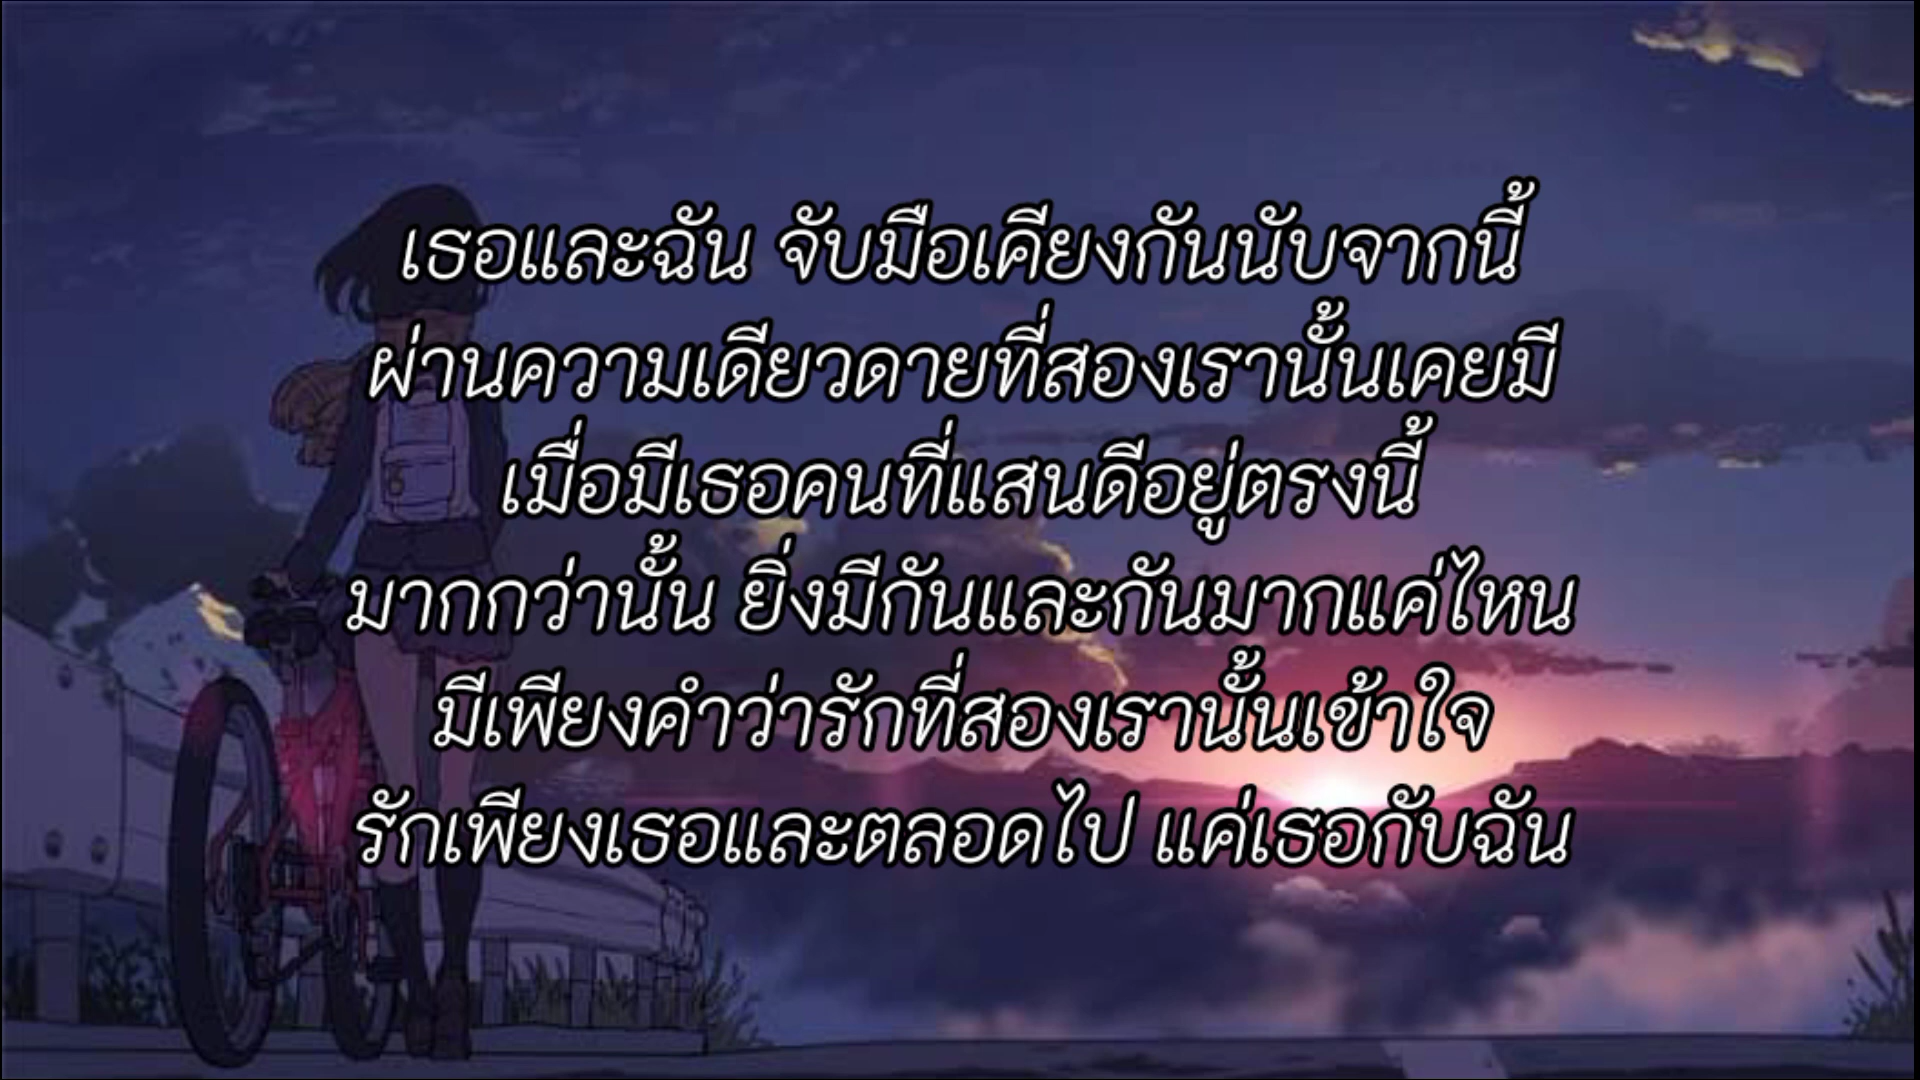 เธอและฉัน จับมือเคียงกันนับจากนี้
ผ่านความเดียวดายที่สองเรานั้นเคยมี
เมื่อมีเธอคนที่แสนดีอยู่ตรงนี้
มากกว่านั้น ยิ่งมีกันและกันมากแค่ไหน
มีเพียงคำว่ารักที่สองเรานั้นเข้าใจ
รักเพียงเธอและตลอดไป แค่เธอกับฉัน